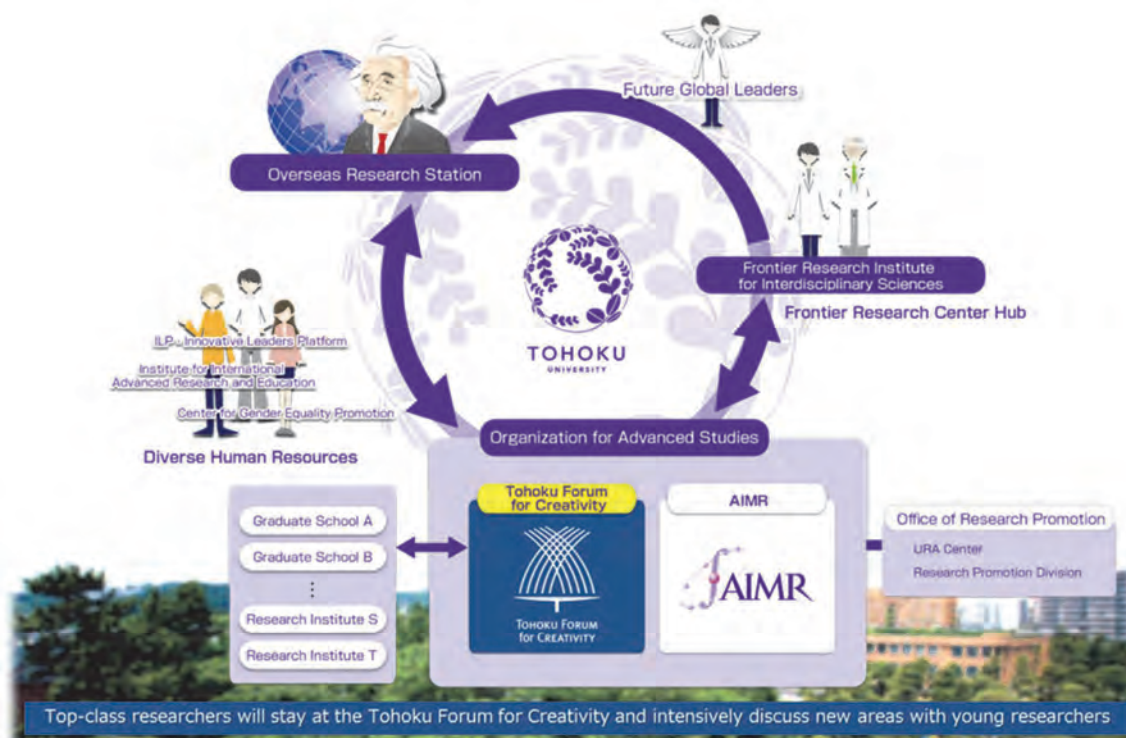 Future Global Leaders
Overseas Research Station
Frontier Research Institute
for Interdisciplinary Sciences
Frontier Research Center Hub
TOHOKU
UNIVERSITY
ILP : Innovative Leaders Platform
Institute for International
Advanced Research and Education
Center for Gender Equality Promotion
Diverse Human Resources
Organization for Advanced Studies
Graduate School A
Graduate School B
⋮
Research Institute S
Research Institute T
Tohoku Forum
for Creativity
TOHOKU FORUM
FOR CREATIVITY
AIMR
AIMR
Office of Research Promotion
URA Center
Research Promotion Division
Top-class researchers will stay at the Tohoku Forum for Creativity and intensively discuss new areas with young researchers